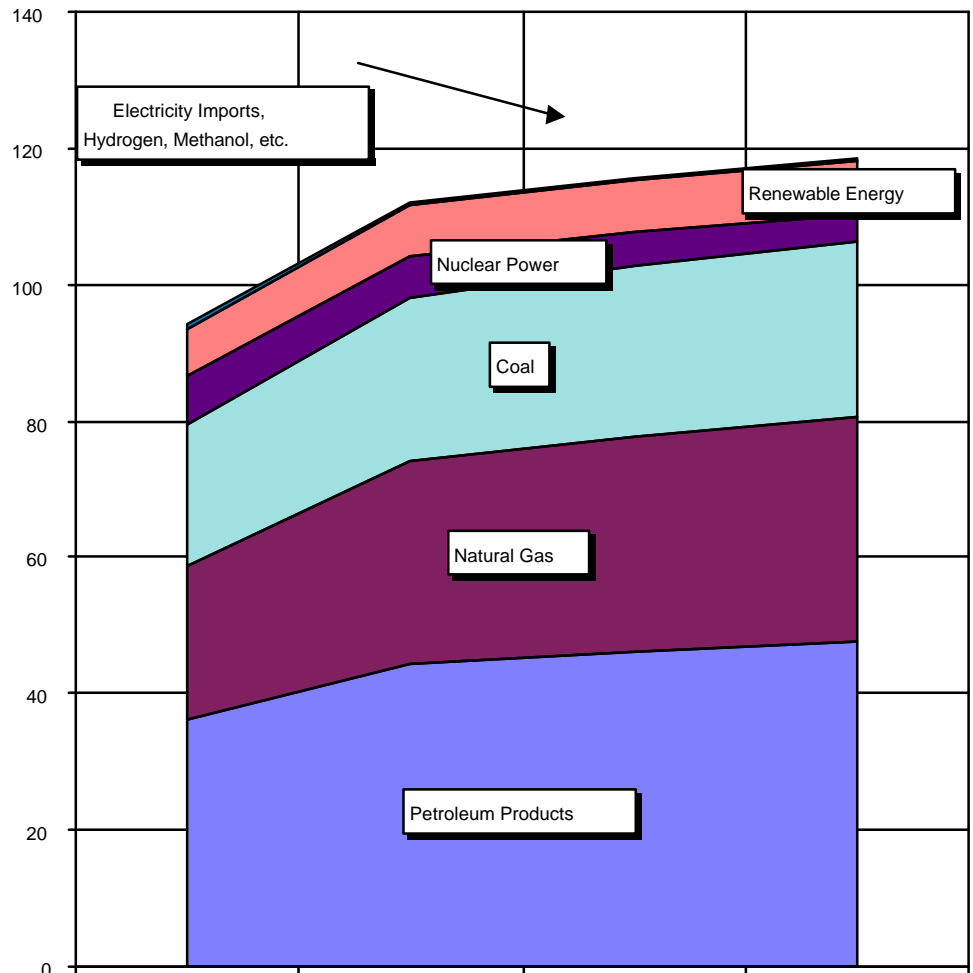 140
Electricity Imports,
Hydrogen, Methanol, etc.
120
Renewable Energy
Nuclear Power
100
Coal
80
Natural Gas
60
40
Petroleum Products
20
0